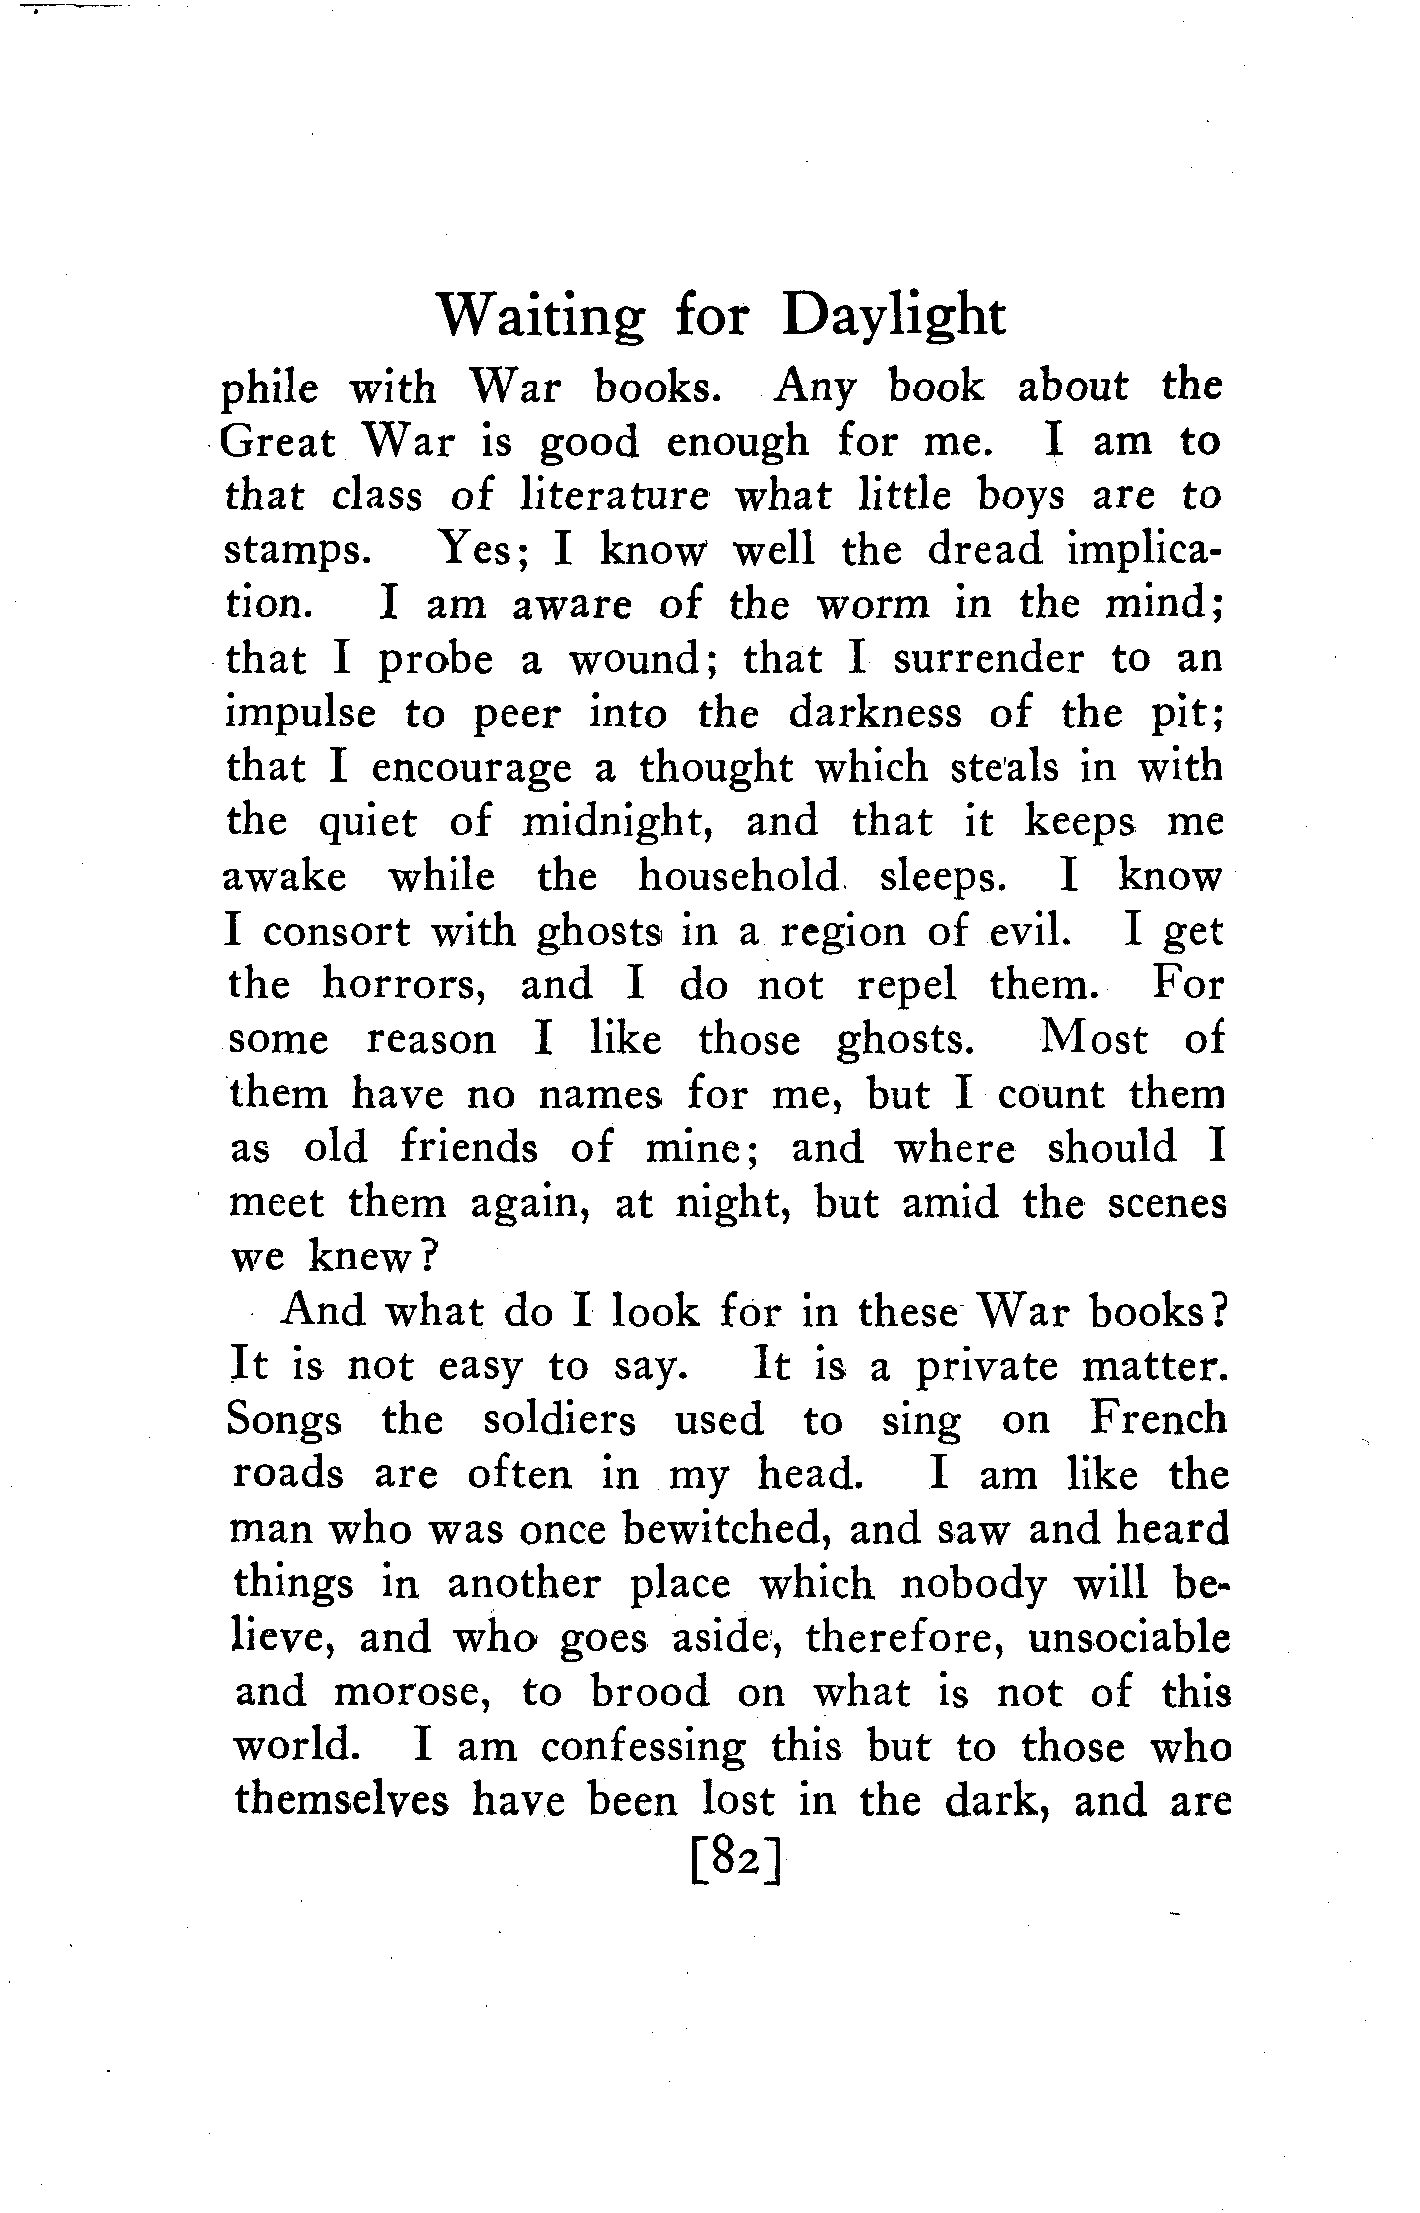 Waiting for Daylight
phile with War books. Any book about the
Great War is good enough for me. I am to
that class of literature what little boys are to
stamps. Yes; I know well the dread implica-
tion. I am aware of the worm in the mind;
that I probe a wound; that I surrender to an
impulse to peer into the darkness of the pit;
that I encourage a thought which steals in with
the quiet of midnight, and that it keeps me
awake while the household sleeps. I know
I consort with ghosts in a region of evil. I get
the horrors, and I do not repel them. For
some reason I like those ghosts. Most of
them have no names for me, but I count them
as old friends of mine; and where should I
meet them again, at night, but amid the scenes
we knew?
And what do I look for in these War books?
It is not easy to say. It is a private matter.
Songs the soldiers used to sing on French
roads are often in my head. I am like the
man who was once bewitched, and saw and heard
things in another place which nobody will be-
lieve, and who goes aside, therefore, unsociable
and morose, to brood on what is not of this
world. I am confessing this but to those who
themselves have been lost in the dark, and are
[82]